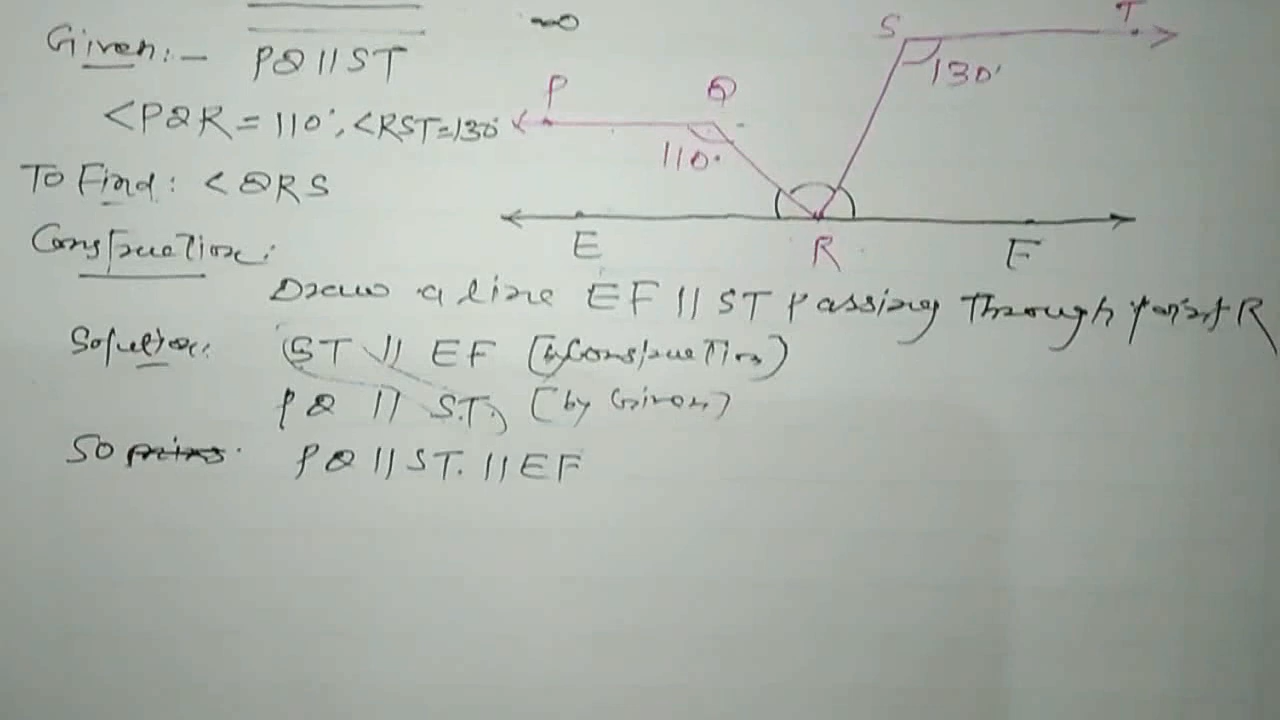 Given:- PQ || ST
<PQR = 110°, <RST = 130°
To Find: < QRS
Construction:
Draw a line EF || ST passing through point R
Solution: ST || EF (by Construction)
PQ || ST. (by Given)
SO PQ || ST. || EF
S T
130°
P Q
110°
E R F